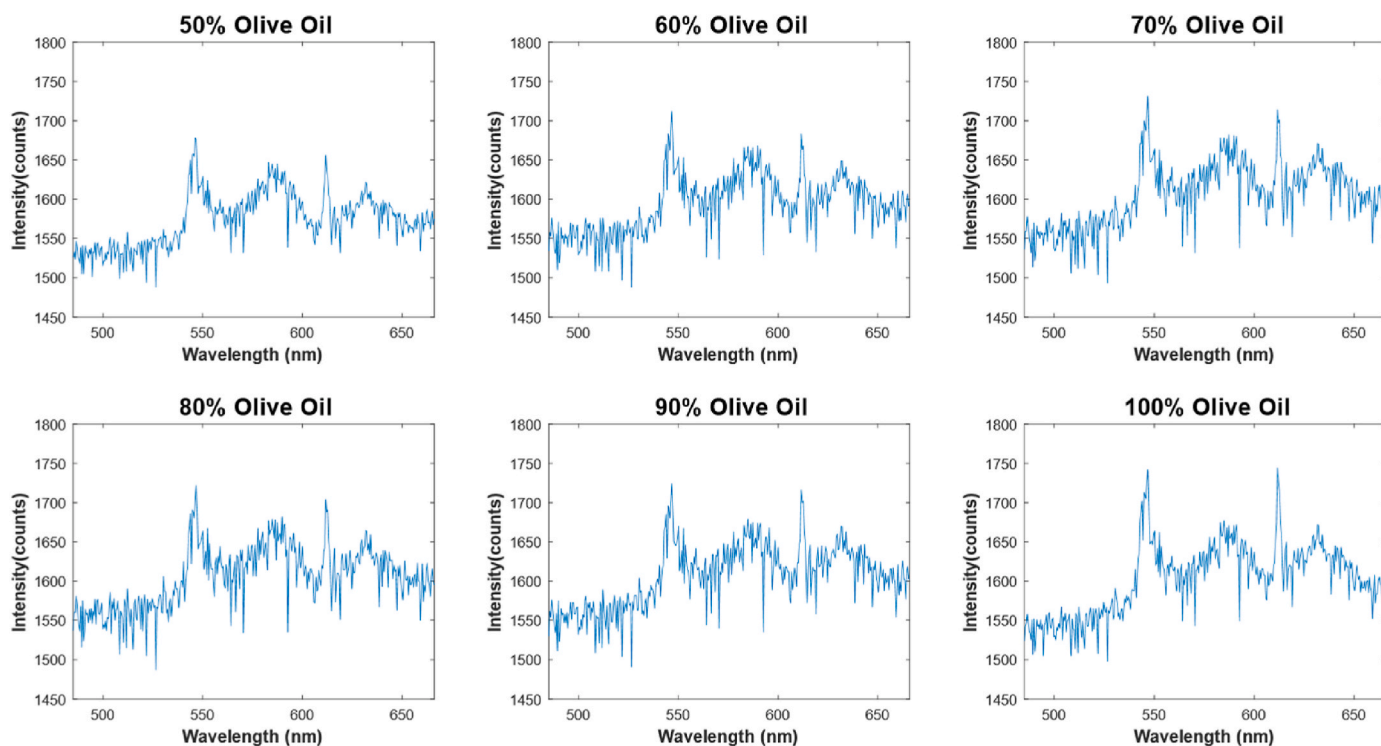 50% Olive Oil
1800
1750
1700
1650
1600
1550
1500
1450
Intensity(counts)
500 550 600 650
Wavelength (nm)
60% Olive Oil
1800
1750
1700
1650
1600
1550
1500
1450
Intensity(counts)
500 550 600 650
Wavelength (nm)
70% Olive Oil
1800
1750
1700
1650
1600
1550
1500
1450
Intensity(counts)
500 550 600 650
Wavelength (nm)
80% Olive Oil
1800
1750
1700
1650
1600
1550
1500
1450
Intensity(counts)
500 550 600 650
Wavelength (nm)
90% Olive Oil
1800
1750
1700
1650
1600
1550
1500
1450
Intensity(counts)
500 550 600 650
Wavelength (nm)
100% Olive Oil
1800
1750
1700
1650
1600
1550
1500
1450
Intensity(counts)
500 550 600 650
Wavelength (nm)